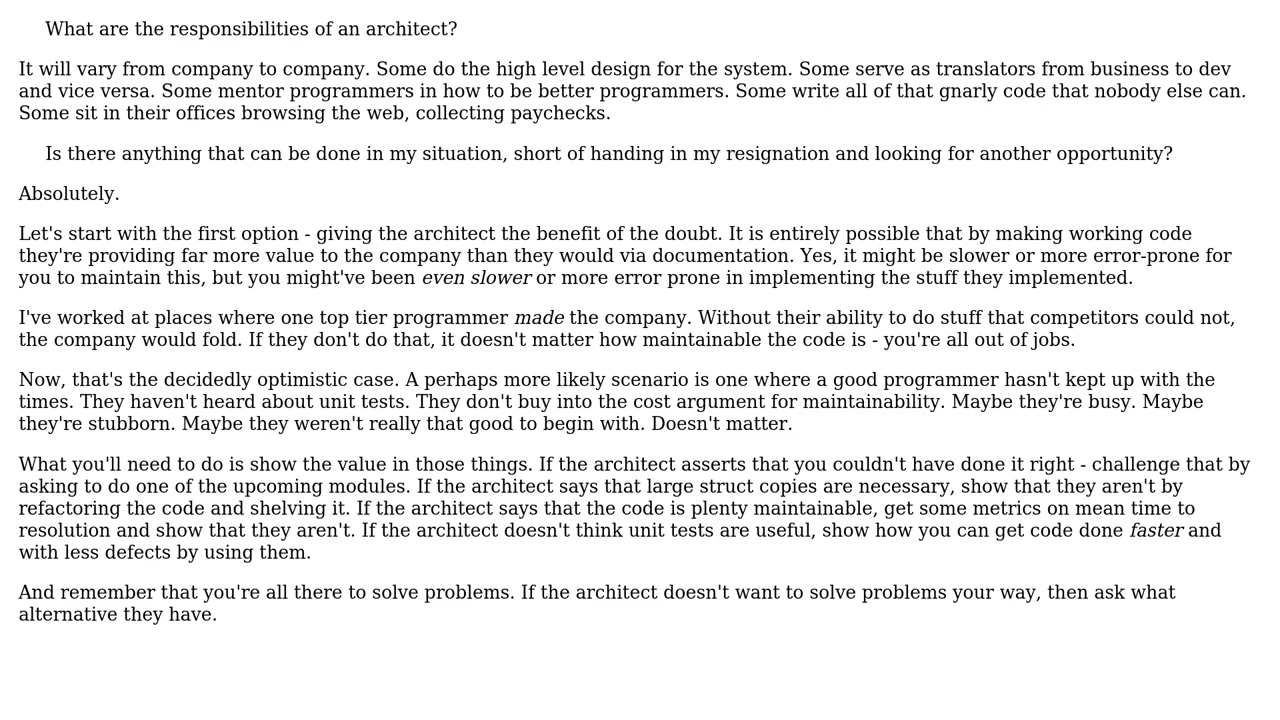 What are the responsibilities of an architect?
It will vary from company to company. Some do the high level design for the system. Some serve as translators from business to dev
and vice versa. Some mentor programmers in how to be better programmers. Some write all of that gnarly code that nobody else can.
Some sit in their offices browsing the web, collecting paychecks.
Is there anything that can be done in my situation, short of handing in my resignation and looking for another opportunity?
Absolutely.
Let's start with the first option - giving the architect the benefit of the doubt. It is entirely possible that by making working code
they're providing far more value to the company than they would via documentation. Yes, it might be slower or more error-prone for
you to maintain this, but you might've been even slower or more error prone in implementing the stuff they implemented.
I've worked at places where one top tier programmer made the company. Without their ability to do stuff that competitors could not,
the company would fold. If they don't do that, it doesn't matter how maintainable the code is - you're all out of jobs.
Now, that's the decidedly optimistic case. A perhaps more likely scenario is one where a good programmer hasn't kept up with the
times. They haven't heard about unit tests. They don't buy into the cost argument for maintainability. Maybe they're busy. Maybe
they're stubborn. Maybe they weren't really that good to begin with. Doesn't matter.
What you'll need to do is show the value in those things. If the architect asserts that you couldn't have done it right - challenge that by
asking to do one of the upcoming modules. If the architect says that large struct copies are necessary, show that they aren't by
refactoring the code and shelving it. If the architect says that the code is plenty maintainable, get some metrics on mean time to
resolution and show that they aren't. If the architect doesn't think unit tests are useful, show how you can get code done faster and
with less defects by using them.
And remember that you're all there to solve problems. If the architect doesn't want to solve problems your way, then ask what
alternative they have.